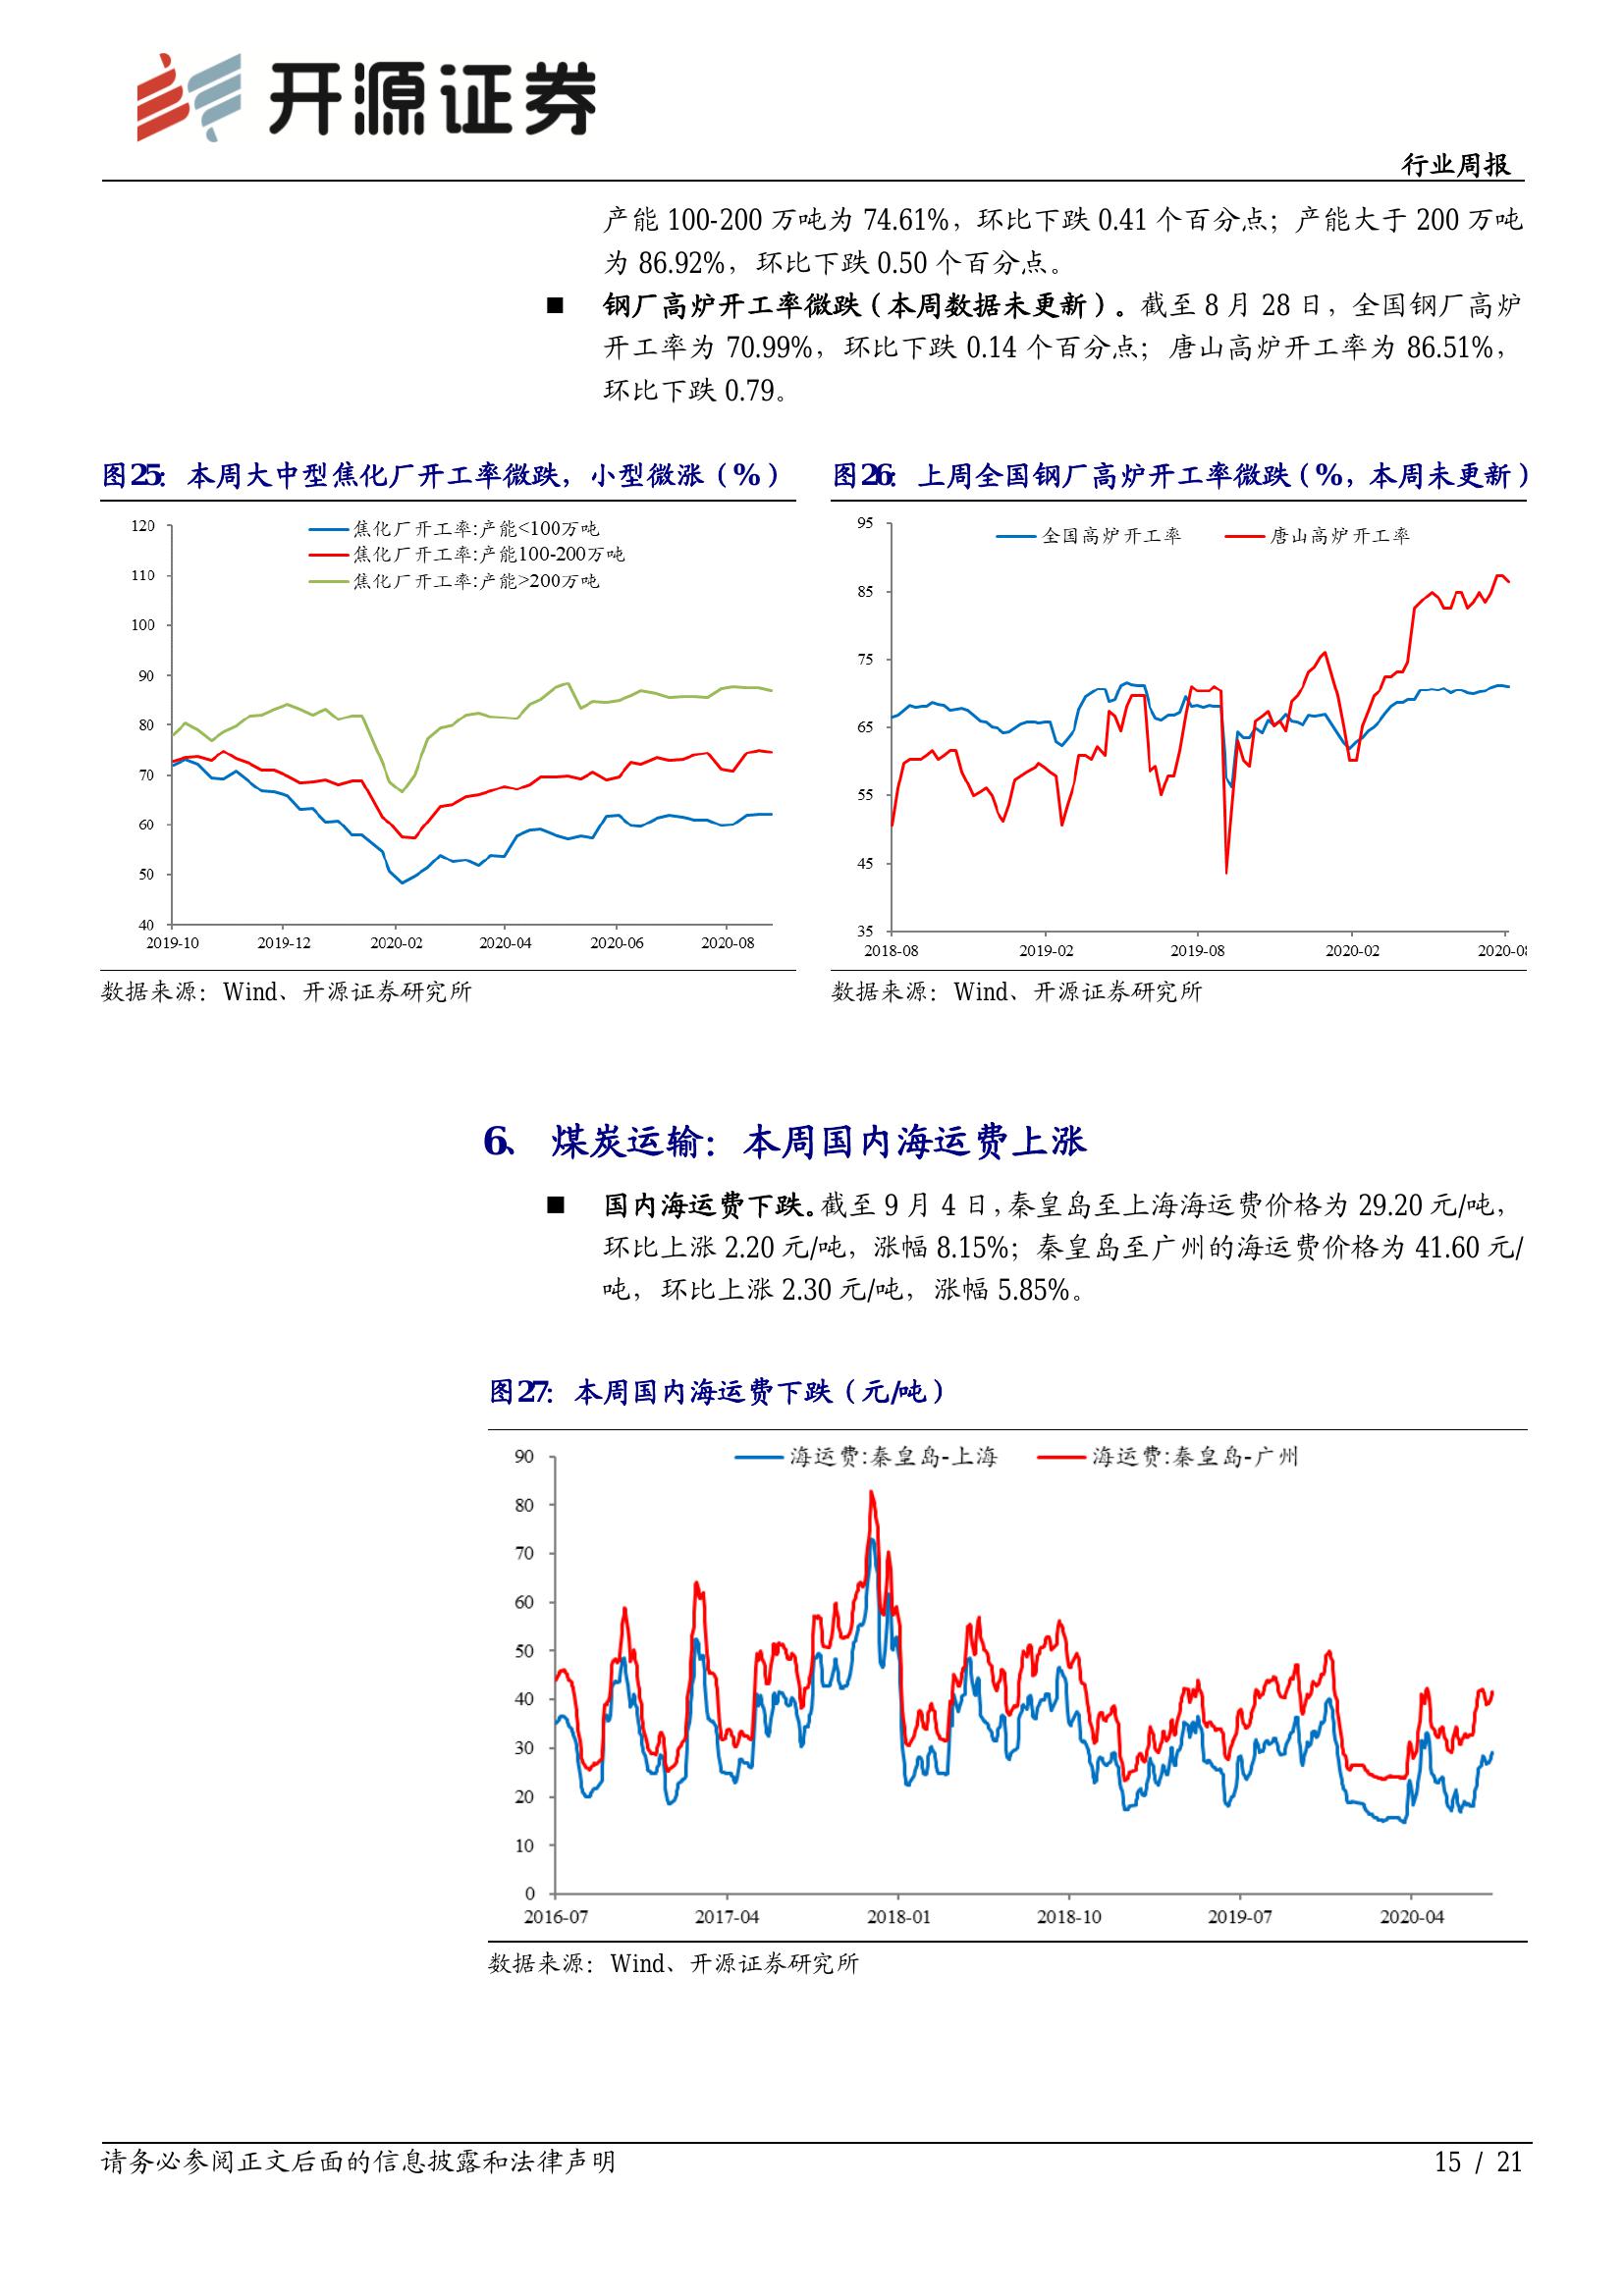 开源证券
行业周报
产能 100-200 万吨为 74.61%，环比下跌 0.41 个百分点；产能大于 200 万吨
为 86.92%，环比下跌 0.50 个百分点。
■ 钢厂高炉开工率微跌（本周数据未更新）。截至 8 月 28 日，全国钢厂高炉
开工率为 70.99%，环比下跌 0.14 个百分点；唐山高炉开工率为 86.51%，
环比下跌 0.79。
图25：本周大中型焦化厂开工率微跌，小型微涨（%）
120
110
100
90
80
70
60
50
40
焦化厂开工率:产能<100万吨
焦化厂开工率:产能100-200万吨
焦化厂开工率:产能>200万吨
2019-10 2019-12 2020-02 2020-04 2020-06 2020-08
数据来源：Wind、开源证券研究所
图26：上周全国钢厂高炉开工率微跌（%，本周未更新）
95
85
75
65
55
45
35
全国高炉开工率 唐山高炉开工率
2018-08 2019-02 2019-08 2020-02 2020-08
数据来源：Wind、开源证券研究所
6、 煤炭运输：本周国内海运费上涨
■ 国内海运费下跌。截至 9 月 4 日，秦皇岛至上海海运费价格为 29.20 元/吨，
环比上涨 2.20 元/吨，涨幅 8.15%；秦皇岛至广州的海运费价格为 41.60 元/
吨，环比上涨 2.30 元/吨，涨幅 5.85%。
图27：本周国内海运费下跌（元/吨）
90
80
70
60
50
40
30
20
10
0
海运费:秦皇岛-上海 海运费:秦皇岛-广州
2016-07 2017-04 2018-01 2018-10 2019-07 2020-04
数据来源：Wind、开源证券研究所
请务必参阅正文后面的信息披露和法律声明
15 / 21